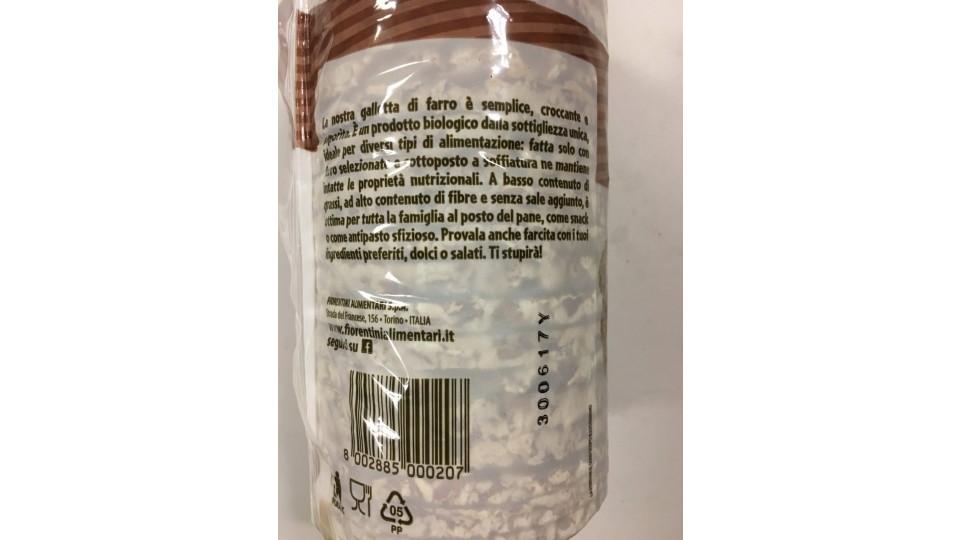 La nostra galletta di farro è semplice, croccante e
saporita. È un prodotto biologico dalla sottigliezza unica,
ideale per diversi tipi di alimentazione: fatta solo con
farro selezionato e sottoposto a soffiatura ne mantiene
intatte le proprietà nutrizionali. A basso contenuto di
grassi, ad alto contenuto di fibre e senza sale aggiunto, è
ottima per tutta la famiglia al posto del pane, come snack
o come antipasto sfizioso. Provala anche farcita con i tuoi
ingredienti preferiti, dolci o salati. Ti stupirà!
FIORENTINI ALIMENTARI S.p.A.
Strada del Francese, 156 • Torino • ITALIA
www.fiorentinialimentari.it
segui su f
300617Y
8 002885 000207
05
PP